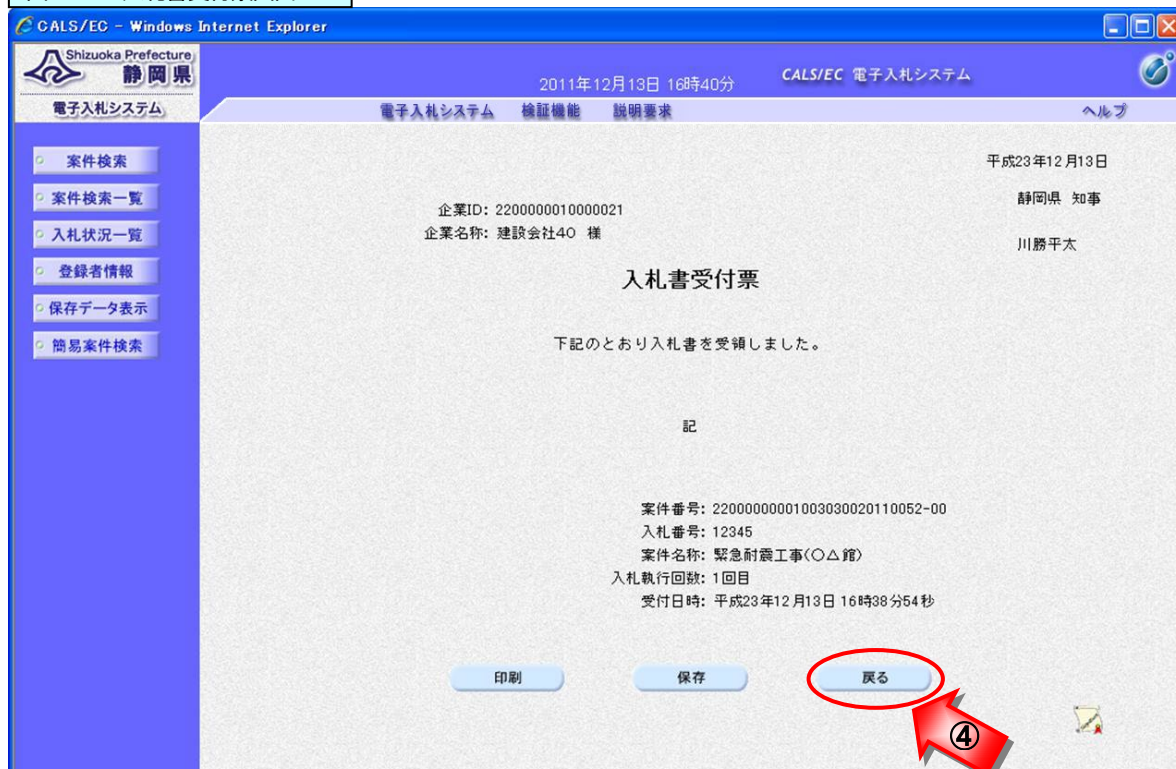 CALS/EC - Windows Internet Explorer
Shizuoka Prefecture
静岡県
2011年12月13日 16時40分
CALS/EC 電子入札システム
電子入札システム
電子入札システム 検証機能 説明要求
ヘルプ
案件検索
案件検索一覧
入札状況一覧
登録者情報
保存データ表示
簡易案件検索
平成23年12月13日
静岡県 知事
企業ID: 2200000010000021
企業名称: 建設会社40 様
川勝平太
入札書受付票
下記のとおり入札書を受領しました。
記
案件番号: 2200000000100303002011​0052-00
入札番号: 12345
案件名称: 緊急耐震工事(○△館)
入札執行回数: 1回目
受付日時: 平成23年12月13日 16時38分54秒
印刷
保存
戻る
④